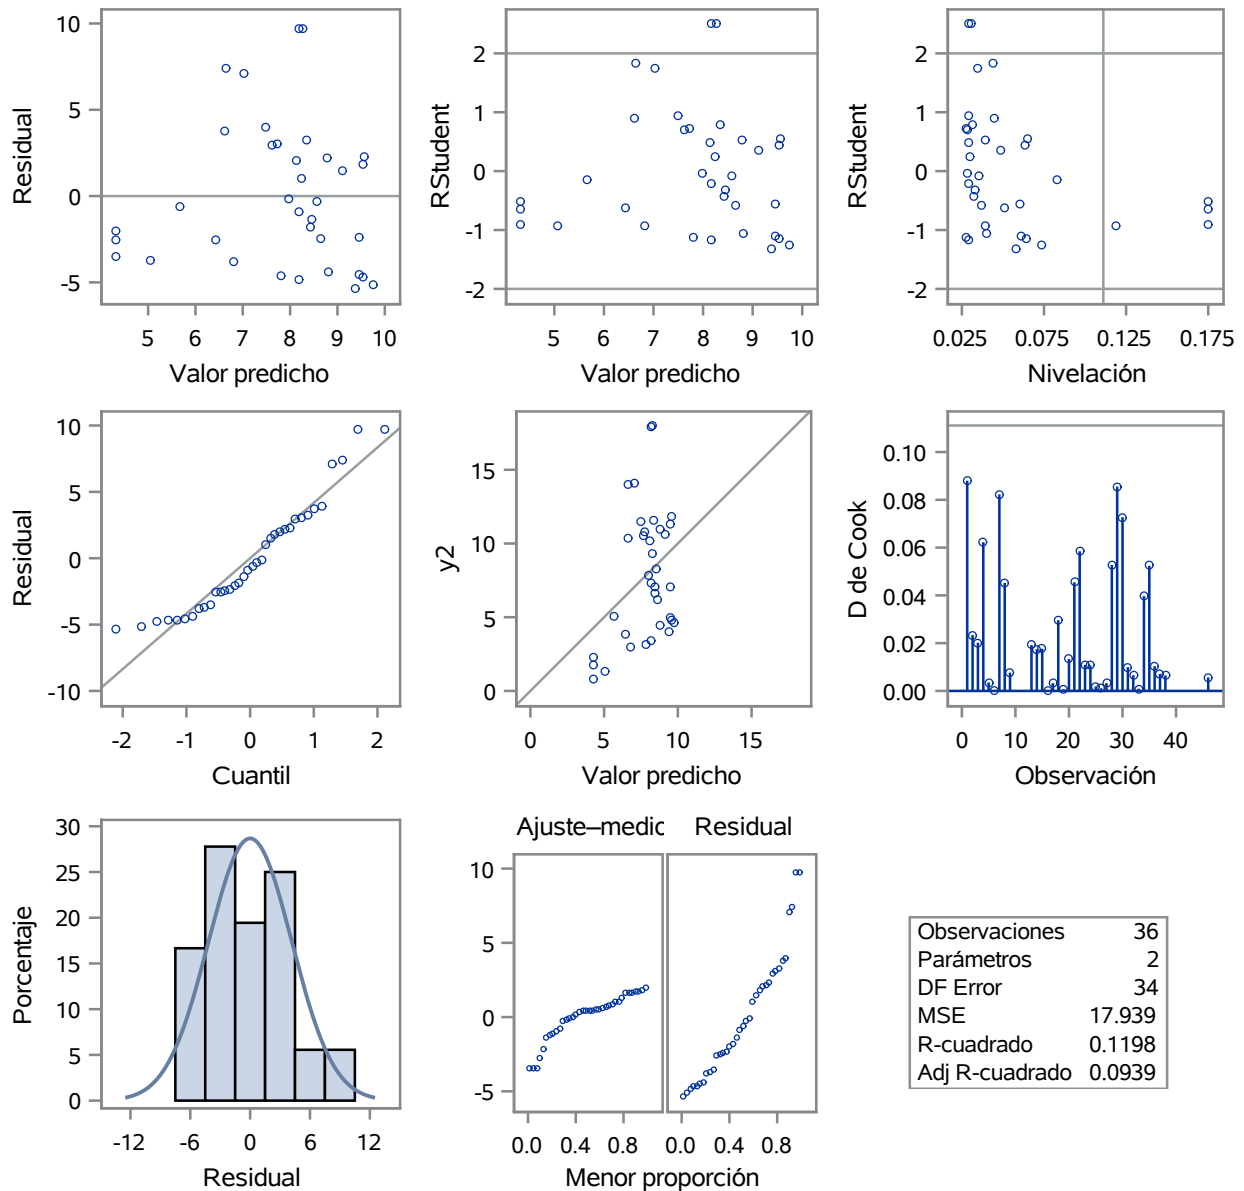 10
5
0
-5
Residual
5 6 7 8 9 10
Valor predicho
2
1
0
-1
-2
RStudent
5 6 7 8 9 10
Valor predicho
2
1
0
-1
-2
RStudent
0.025 0.075 0.125 0.175
Nivelación
10
5
0
-5
-10
Residual
-2 -1 0 1 2
Cuantil
15
10
5
0
y2
0 5 10 15
Valor predicho
0.10
0.08
0.06
0.04
0.02
0.00
D de Cook
0 10 20 30 40
Observación
30
25
20
15
10
5
0
Porcentaje
-12 -6 0 6 12
Residual
Ajuste–medic Residual
10
5
0
-5
0.0 0.4 0.8 0.0 0.4 0.8
Menor proporción
Observaciones 36
Parámetros 2
DF Error 34
MSE 17.939
R-cuadrado 0.1198
Adj R-cuadrado 0.0939